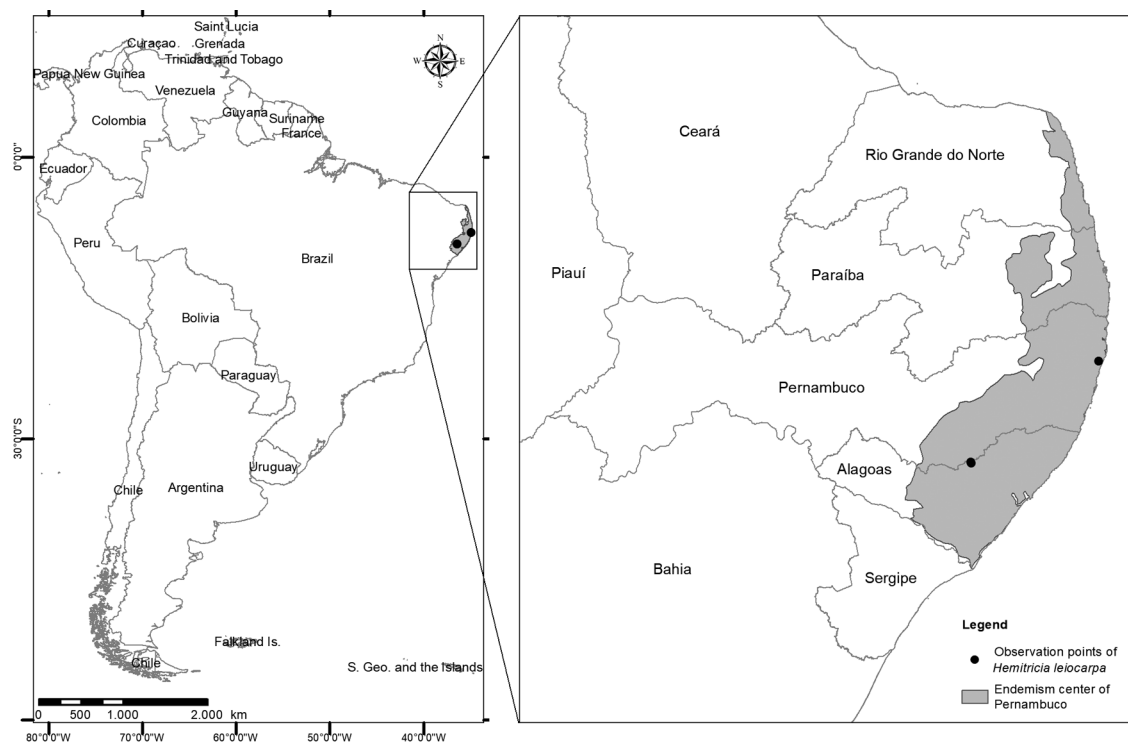 Saint Lucia
Curaçao
Grenada
Trinidad and Tobago
Papua New Guinea
Venezuela
Guyana
Suriname
France
Colombia
Ecuador
Peru
Brazil
Bolivia
Paraguay
Uruguay
Chile
Argentina
Falkland Is.
Chile
S. Geo. and the Islands
N
W
E
S
0°0'0"
30°0'0"S
0
500
1.000
2.000
km
80°0'0"W
70°0'0"W
60°0'0"W
50°0'0"W
40°0'0"W
Ceará
Rio Grande do Norte
Piauí
Paraíba
Pernambuco
Alagoas
Bahia
Sergipe
Legend
Observation points of
Hemitricia leiocarpa
Endemism center of
Pernambuco